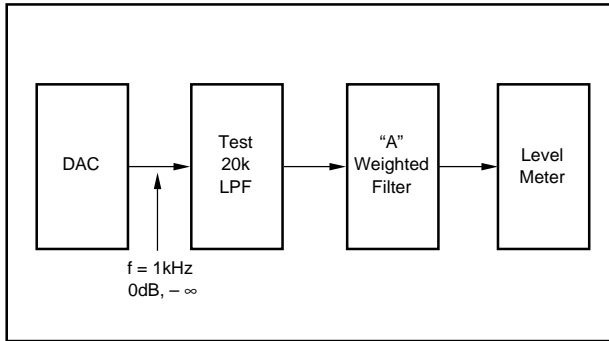 DAC
Test
20k
LPF
“A”
Weighted
Filter
Level
Meter
f = 1kHz
0dB, – ∞